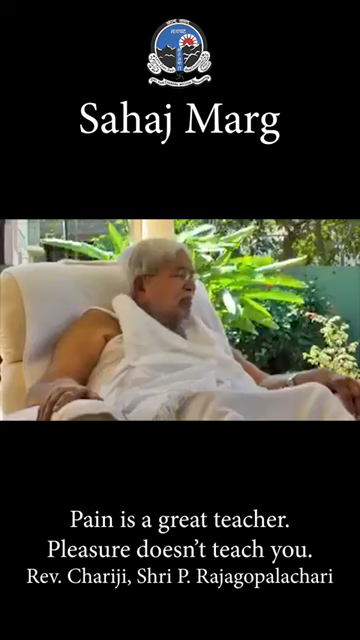 Sahaj Marg
Pain is a great teacher.
Pleasure doesn't teach you.
Rev. Chariji, Shri P. Rajagopalachari